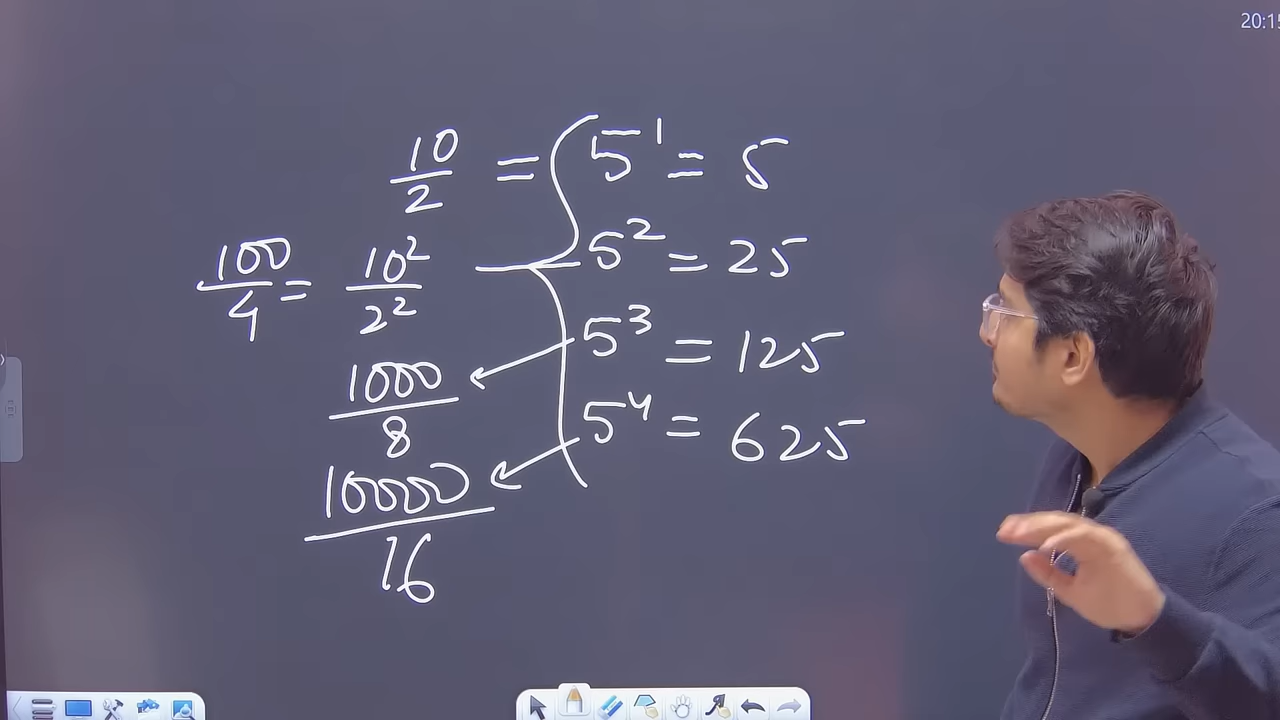 20:15
10/2 = 5^1 = 5
100/4 = 10^2/2^2 5^2 = 25
1000/8 5^3 = 125
10000/16 5^4 = 625